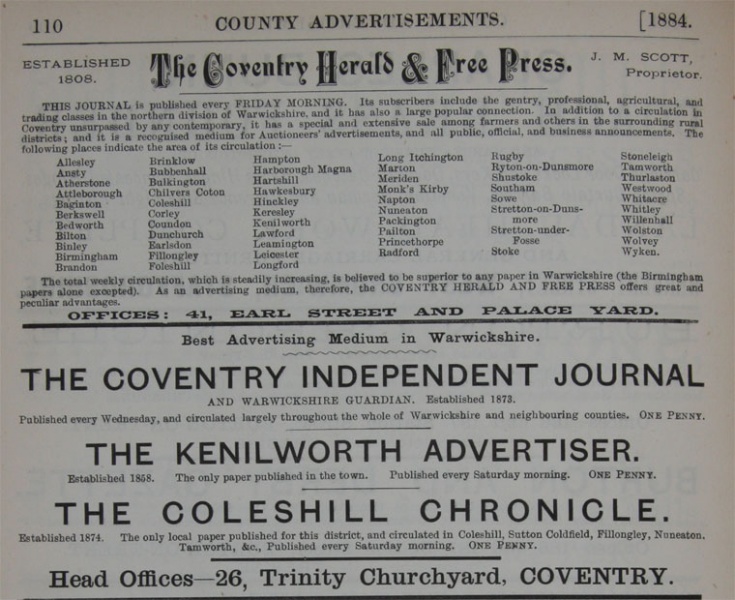 110 COUNTY ADVERTISEMENTS. [1884.
ESTABLISHED 1808.
The Coventry Herald & Free Press.
J. M. SCOTT, Proprietor.
THIS JOURNAL is published every FRIDAY MORNING. Its subscribers include the gentry, professional, agricultural, and
trading classes in the northern division of Warwickshire, and it has also a large popular connection. In addition to a circulation in
Coventry unsurpassed by any contemporary, it has a special and extensive sale among farmers and others in the surrounding rural
districts; and it is a recognised medium for Auctioneers' advertisements, and all public, official, and business announcements. The
following places indicate the area of its circulation :—
Allesley
Ansty
Atherstone
Attleborough
Baginton
Berkswell
Bedworth
Bilton
Binley
Birmingham
Brandon
Brinklow
Bubbenhall
Bulkington
Chilvers Coton
Coleshill
Corley
Coundon
Dunchurch
Earlsdon
Fillongley
Foleshill
Hampton
Harborough Magna
Hartshill
Hawkesbury
Hinckley
Keresley
Kenilworth
Lawford
Leamington
Leicester
Longford
Long Itchington
Marton
Meriden
Monk's Kirby
Napton
Nuneaton
Packington
Pailton
Princethorpe
Radford
Rugby
Ryton-on-Dunsmore
Shustoke
Southam
Sowe
Stretton-on-Duns-
more
Stretton-under-
Fosse
Stoke
Stoneleigh
Tamworth
Thurlaston
Westwood
Whitacre
Whitley
Willenhall
Wolston
Wolvey
Wyken.
The total weekly circulation, which is steadily increasing, is believed to be superior to any paper in Warwickshire (the Birmingham
papers alone excepted). As an advertising medium, therefore, the COVENTRY HERALD AND FREE PRESS offers great and
peculiar advantages.
OFFICES: 41, EARL STREET AND PALACE YARD.
Best Advertising Medium in Warwickshire.
THE COVENTRY INDEPENDENT JOURNAL
AND WARWICKSHIRE GUARDIAN. Established 1873.
Published every Wednesday, and circulated largely throughout the whole of Warwickshire and neighbouring counties. ONE PENNY.
THE KENILWORTH ADVERTISER.
Established 1858. The only paper published in the town. Published every Saturday morning. ONE PENNY.
THE COLESHILL CHRONICLE.
Established 1874. The only local paper published for this district, and circulated in Coleshill, Sutton Coldfield, Fillongley, Nuneaton,
Tamworth, &c., Published every Saturday morning. ONE PENNY.
Head Offices—26, Trinity Churchyard, COVENTRY.